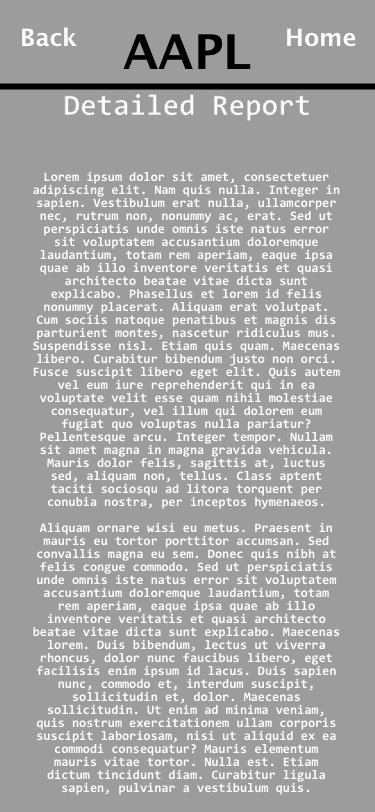 Back
AAPL
Home
Detailed Report
Lorem ipsum dolor sit amet, consectetuer
adipiscing elit. Nam quis nulla. Integer in
sapien. Vestibulum erat nulla, ullamcorper
nec, rutrum non, nonummy ac, erat. Sed ut
perspiciatis unde omnis iste natus error
sit voluptatem accusantium doloremque
laudantium, totam rem aperiam, eaque ipsa
quae ab illo inventore veritatis et quasi
architecto beatae vitae dicta sunt
explicabo. Phasellus et lorem id felis
nonummy placerat. Aliquam erat volutpat.
Cum sociis natoque penatibus et magnis dis
parturient montes, nascetur ridiculus mus.
Suspendisse nisl. Etiam quis quam. Maecenas
libero. Curabitur bibendum justo non orci.
Fusce suscipit libero eget elit. Quis autem
vel eum iure reprehenderit qui in ea
voluptate velit esse quam nihil molestiae
consequatur, vel illum qui dolorem eum
fugiat quo voluptas nulla pariatur?
Pellentesque arcu. Integer tempor. Nullam
sit amet magna in magna gravida vehicula.
Mauris dolor felis, sagittis at, luctus
sed, aliquam non, tellus. Class aptent
taciti sociosqu ad litora torquent per
conubia nostra, per inceptos hymenaeos.
Aliquam ornare wisi eu metus. Praesent in
mauris eu tortor porttitor accumsan. Sed
convallis magna eu sem. Donec quis nibh at
felis congue commodo. Sed ut perspiciatis
unde omnis iste natus error sit voluptatem
accusantium doloremque laudantium, totam
rem aperiam, eaque ipsa quae ab illo
inventore veritatis et quasi architecto
beatae vitae dicta sunt explicabo. Maecenas
lorem. Duis bibendum, lectus ut viverra
rhoncus, dolor nunc faucibus libero, eget
facilisis enim ipsum id lacus. Duis sapien
nunc, commodo et, interdum suscipit,
sollicitudin et, dolor. Maecenas
sollicitudin. Ut enim ad minima veniam,
quis nostrum exercitationem ullam corporis
suscipit laboriosam, nisi ut aliquid ex ea
commodi consequatur? Mauris elementum
mauris vitae tortor. Nulla est. Etiam
dictum tincidunt diam. Curabitur ligula
sapien, pulvinar a vestibulum quis.